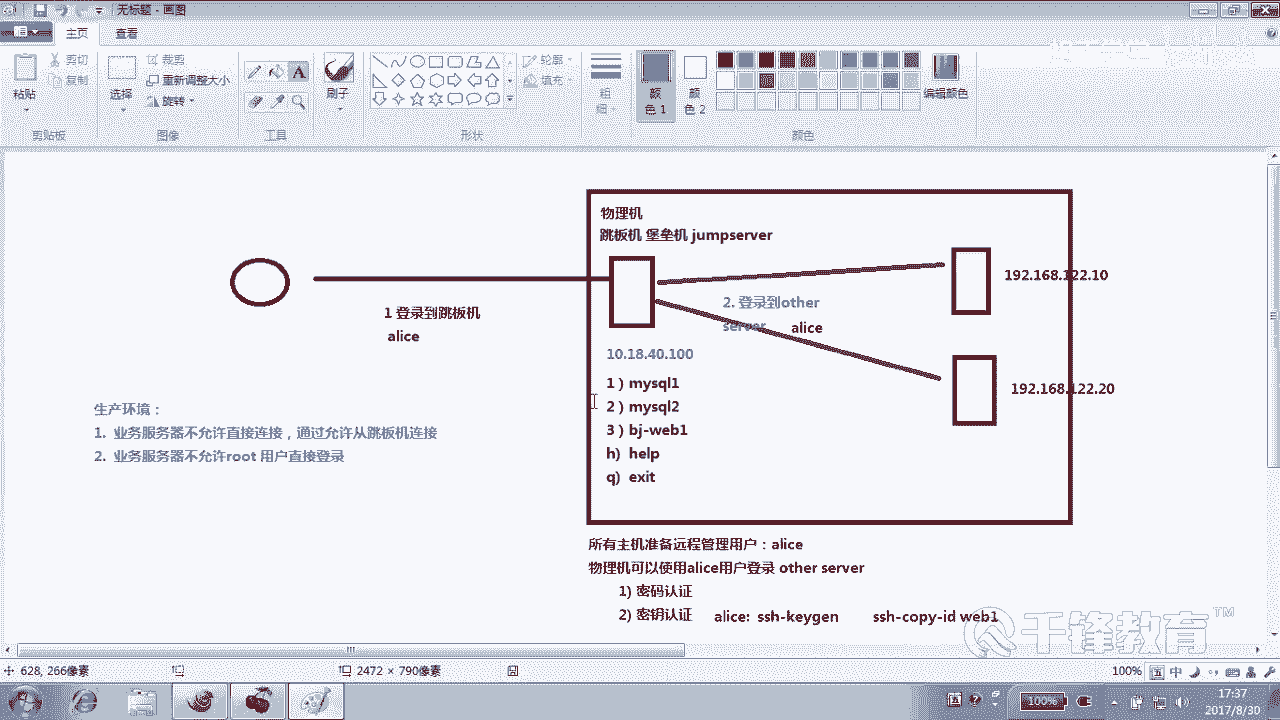 无标题 - 画图
主页
查看
粘贴
剪切
复制
剪贴板
选择
裁剪
重新调整大小
旋转
图像
工具
刷子
形状
轮廓
填充
粗
细
颜
色 1
颜
色 2
颜色
编辑颜色
物理机
跳板机 堡垒机 jumpserver
1 登录到跳板机
alice
2. 登录到other
server
alice
192.168.122.10
192.168.122.20
10.18.40.100
1 ) mysql1
2 ) mysql2
3 ) bj-web1
h) help
q) exit
生产环境：
1. 业务服务器不允许直接连接，通过允许从跳板机连接
2. 业务服务器不允许root 用户直接登录
所有主机准备远程管理用户：alice
物理机可以使用alice用户登录 other server
1) 密码认证
2) 密钥认证 alice: ssh-keygen ssh-copy-id web1
千锋教育 TM
628, 266像素
2472 × 790像素
100%
中
100%
17:37
2017/8/30